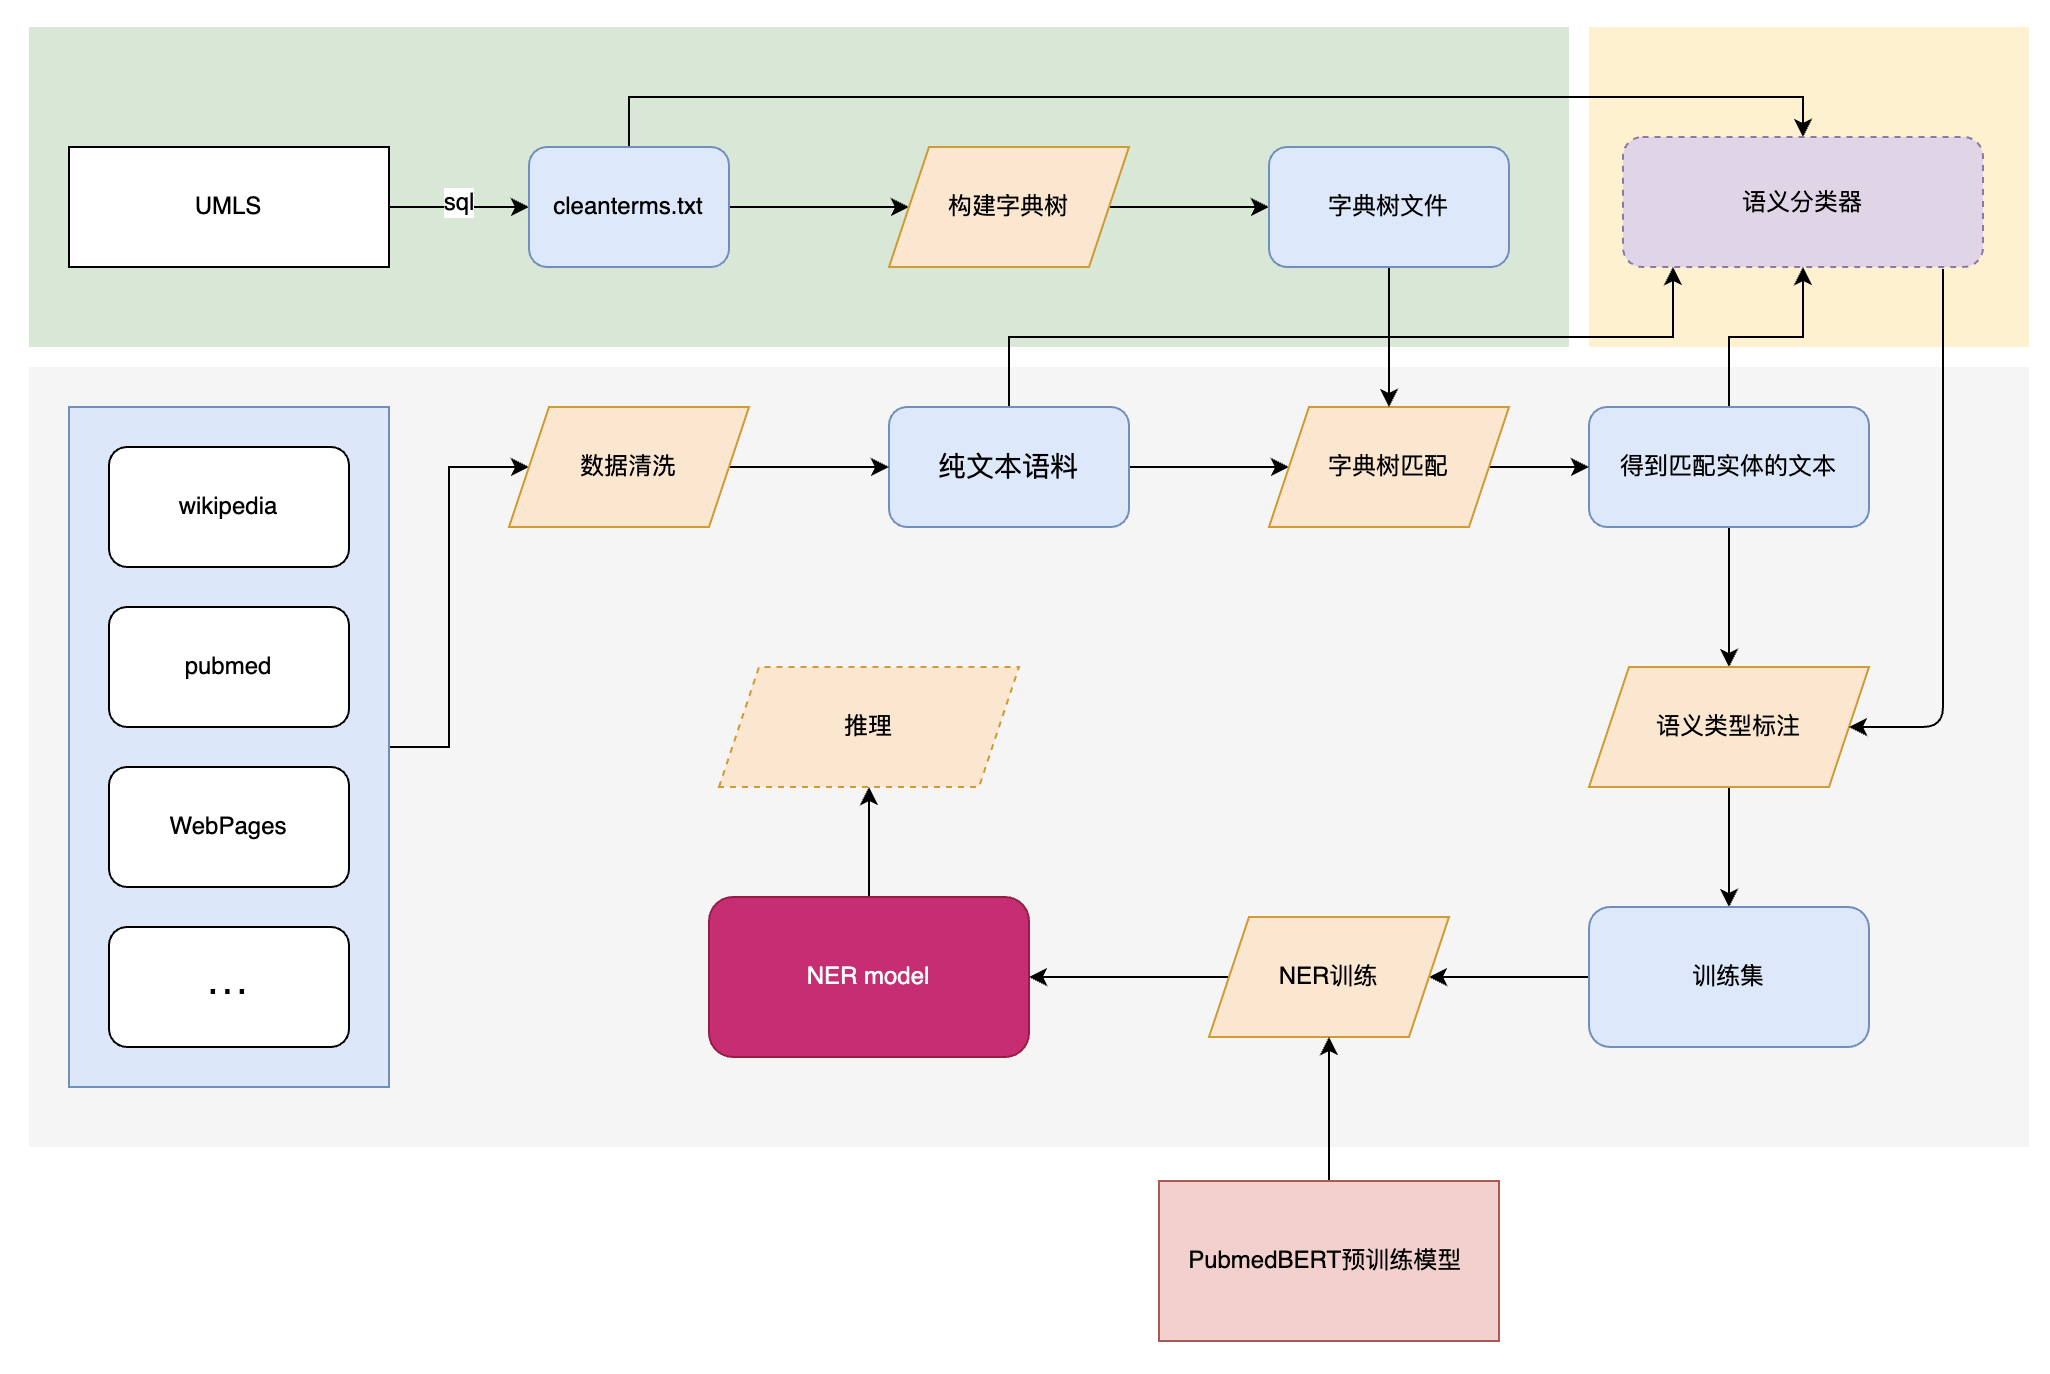 UMLS
sql
cleanterms.txt
构建字典树
字典树文件
语义分类器
wikipedia
pubmed
WebPages
...
数据清洗
纯文本语料
字典树匹配
得到匹配实体的文本
推理
语义类型标注
NER model
NER训练
训练集
PubmedBERT预训练模型